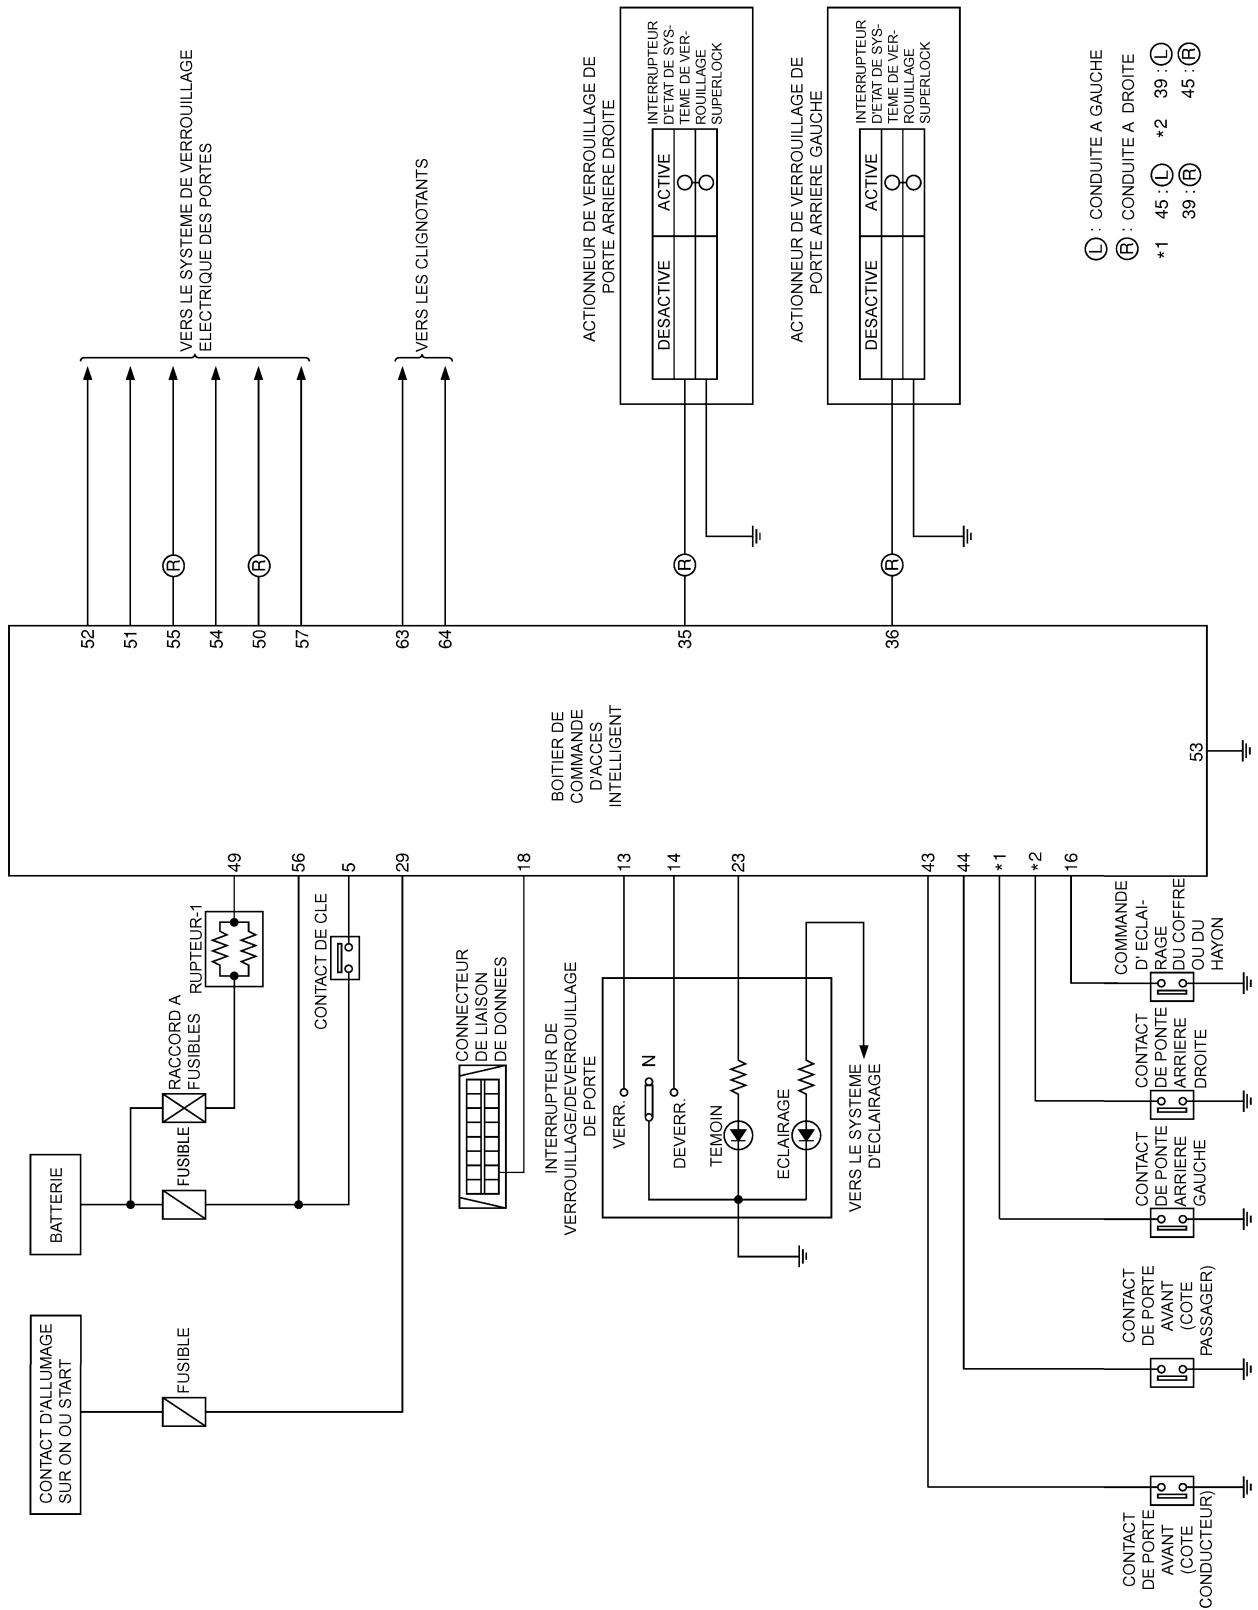 CONTACT D'ALLUMAGE
SUR ON OU START
FUSIBLE
BATTERIE
FUSIBLE
RACCORD A
FUSIBLES
RUPTEUR-1
CONTACT DE CLE
CONNECTEUR
DE LIAISON
DE DONNEES
INTERRUPTEUR DE
VERROUILLAGE/DEVERROUILLAGE
DE PORTE
VERR.
N
DEVERR.
TEMOIN
ECLAIRAGE
VERS LE SYSTEME
D'ECLAIRAGE
CONTACT
DE PORTE
AVANT
(COTE
CONDUCTEUR)
CONTACT
DE PORTE
AVANT
(COTE
PASSAGER)
CONTACT
DE PONTE
ARRIERE
GAUCHE
CONTACT
DE PONTE
ARRIERE
DROITE
COMMANDE
D' ECLAI-
RAGE
DU COFFRE
OU DU
HAYON
49
56
5
29
18
13
14
23
43
44
*1
*2
16
BOITIER DE
COMMANDE
D'ACCES
INTELLIGENT
53
52
51
55
54
50
57
63
64
35
36
R
R
R
R
VERS LE SYSTEME DE VERROUILLAGE
ELECTRIQUE DES PORTES
VERS LES CLIGNOTANTS
ACTIONNEUR DE VERROUILLAGE DE
PORTE ARRIERE DROITE
DESACTIVE ACTIVE
INTERRUPTEUR
D'ETAT DE SYS-
TEME DE VER-
ROUILLAGE
SUPERLOCK
ACTIONNEUR DE VERROUILLAGE DE
PORTE ARRIERE GAUCHE
DESACTIVE ACTIVE
INTERRUPTEUR
D'ETAT DE SYS-
TEME DE VER-
ROUILLAGE
SUPERLOCK
L : CONDUITE A GAUCHE
R : CONDUITE A DROITE
*1 45 : L *2 39 : L
39 : R 45 : R